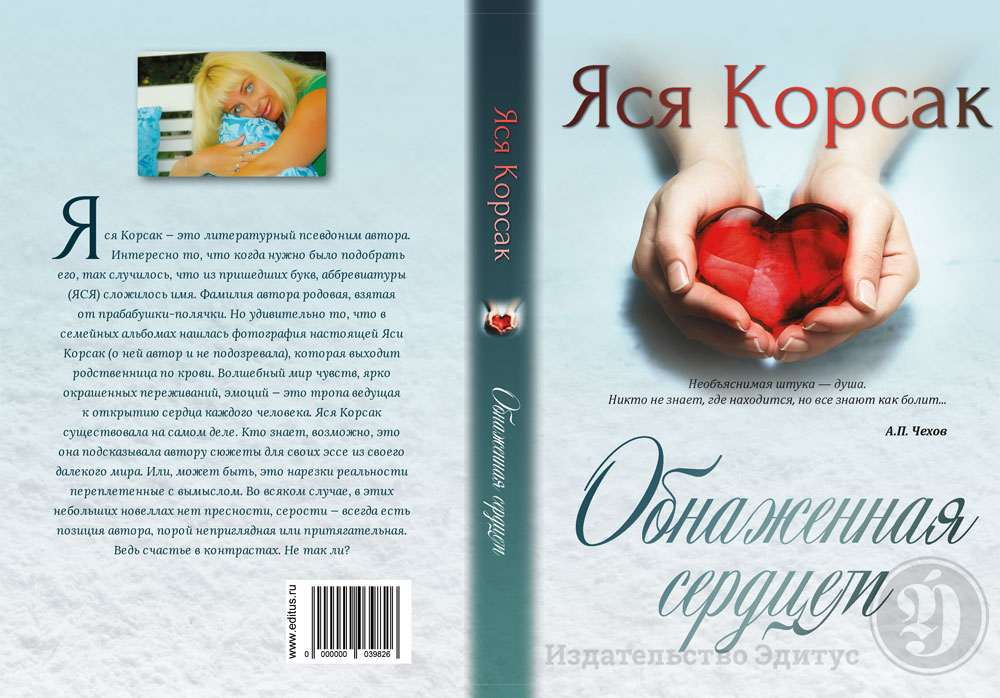 Яся Корсак — это литературный псевдоним автора.
Интересно то, что когда нужно было подобрать
его, так случилось, что из пришедших букв, аббревиатуры
(ЯСЯ) сложилось имя. Фамилия автора родовая, взятая
от прабабушки-полячки. Но удивительно то, что в
семейных альбомах нашлась фотография настоящей Яси
Корсак (о ней автор и не подозревала), которая выходит
родственница по крови. Волшебный мир чувств, ярко
окрашенных переживаний, эмоций — это тропа ведущая
к открытию сердца каждого человека. Яся Корсак
существовала на самом деле. Кто знает, возможно, это
она подсказывала автору сюжеты для своих эссе из своего
далекого мира. Или, может быть, это нарезки реальности
переплетенные с вымыслом. Во всяком случае, в этих
небольших новеллах нет пресности, серости — всегда есть
позиция автора, порой неприглядная или притягательная.
Ведь счастье в контрастах. Не так ли?
www.editus.ru
0 000000 039826
Яся Корсак
Обнаженная сердцем
Яся Корсак
Необъяснимая штука — душа.
Никто не знает, где находится, но все знают как болит...
А.П. Чехов
Обнаженная
сердцем
Издательство Эдитус